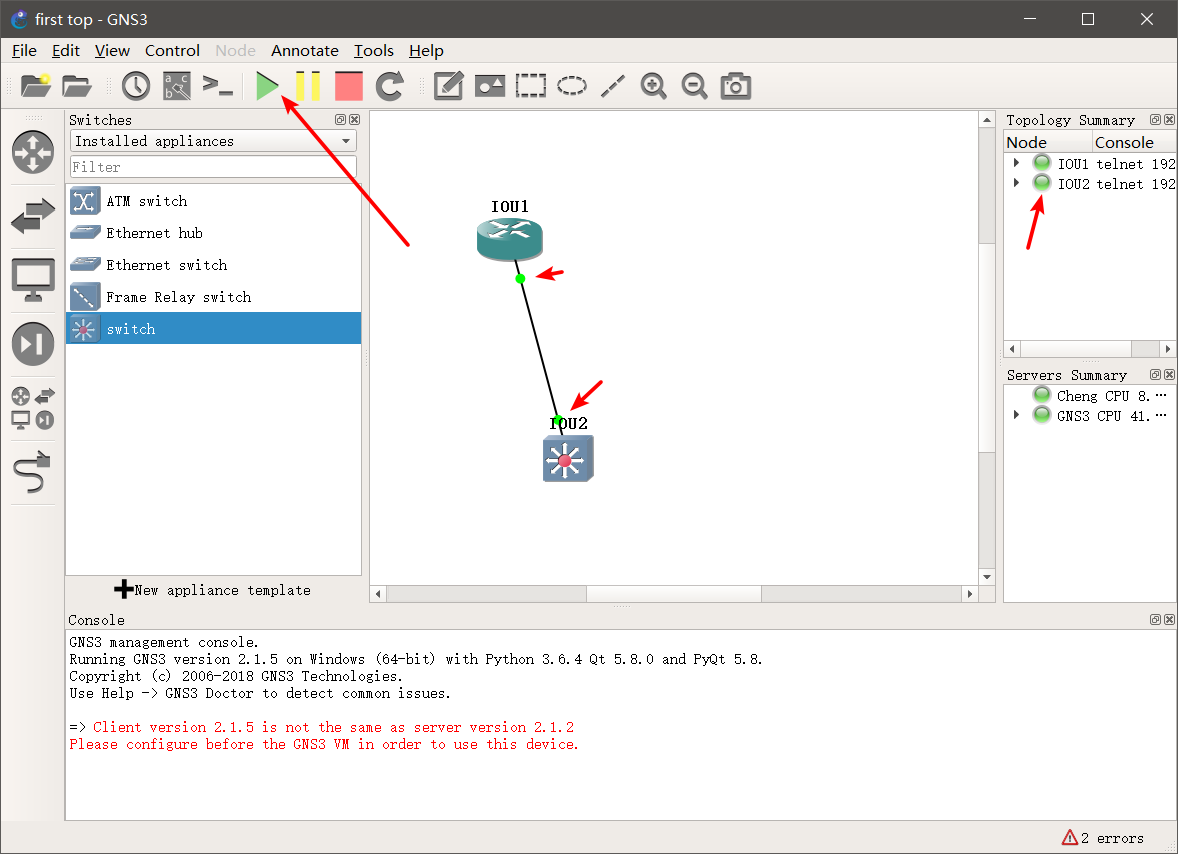 first top - GNS3
File Edit View Control Node Annotate Tools Help
Switches
Installed appliances
Filter
ATM switch
Ethernet hub
Ethernet switch
Frame Relay switch
switch
New appliance template
IOU1
IOU2
Topology Summary
Node Console
IOU1 telnet 192
IOU2 telnet 192
Servers Summary
Cheng CPU 8. ...
GNS3 CPU 41. ...
Console
GNS3 management console.
Running GNS3 version 2.1.5 on Windows (64-bit) with Python 3.6.4 Qt 5.8.0 and PyQt 5.8.
Copyright (c) 2006-2018 GNS3 Technologies.
Use Help -> GNS3 Doctor to detect common issues.
=> Client version 2.1.5 is not the same as server version 2.1.2
Please configure before the GNS3 VM in order to use this device.
2 errors